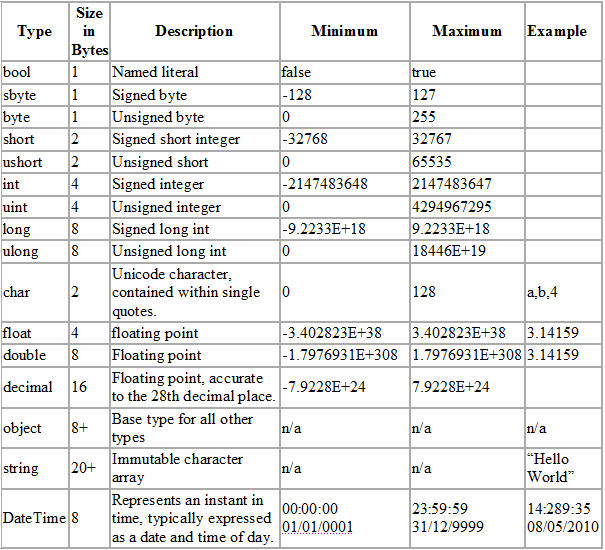 Type Size in Bytes Description Minimum Maximum Example
bool 1 Named literal false true
sbyte 1 Signed byte -128 127
byte 1 Unsigned byte 0 255
short 2 Signed short integer -32768 32767
ushort 2 Unsigned short 0 65535
int 4 Signed integer -2147483648 2147483647
uint 4 Unsigned integer 0 4294967295
long 8 Signed long int -9.2233E+18 9.2233E+18
ulong 8 Unsigned long int 0 18446E+19
char 2 Unicode character, contained within single quotes. 0 128 a,b,4
float 4 floating point -3.402823E+38 3.402823E+38 3.14159
double 8 Floating point -1.7976931E+308 1.7976931E+308 3.14159
decimal 16 Floating point, accurate to the 28th decimal place. -7.9228E+24 7.9228E+24
object 8+ Base type for all other types n/a n/a n/a
string 20+ Immutable character array n/a n/a “Hello World”
DateTime 8 Represents an instant in time, typically expressed as a date and time of day. 00:00:00 01/01/0001 23:59:59 31/12/9999 14:289:35 08/05/2010